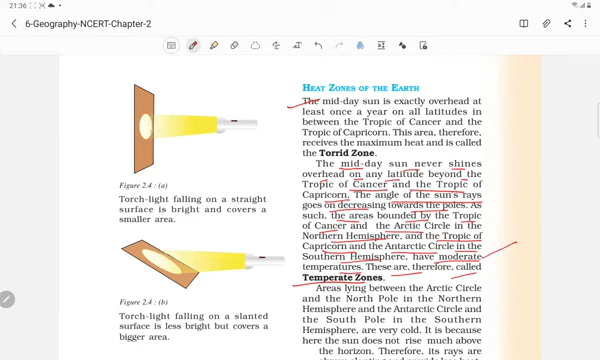 21:36
84%
6-Geography-NCERT-Chapter-2
HEAT ZONES OF THE EARTH
The mid-day sun is exactly overhead at
least once a year on all latitudes in
between the Tropic of Cancer and the
Tropic of Capricorn. This area, therefore,
receives the maximum heat and is called
the Torrid Zone.
The mid-day sun never shines
overhead on any latitude beyond the
Tropic of Cancer and the Tropic of
Capricorn. The angle of the sun's rays
goes on decreasing towards the poles. As
such, the areas bounded by the Tropic
of Cancer and the Arctic Circle in the
Northern Hemisphere, and the Tropic of
Capricorn and the Antarctic Circle in the
Southern Hemisphere, have moderate
temperatures. These are, therefore, called
Temperate Zones.
Areas lying between the Arctic Circle
and the North Pole in the Northern
Hemisphere and the Antarctic Circle and
the South Pole in the Southern
Hemisphere, are very cold. It is because
here the sun does not rise much above
the horizon. Therefore, its rays are
Figure 2.4 : (a)
Torch-light falling on a straight
surface is bright and covers a
smaller area.
Figure 2.4 : (b)
Torch-light falling on a slanted
surface is less bright but covers a
bigger area.